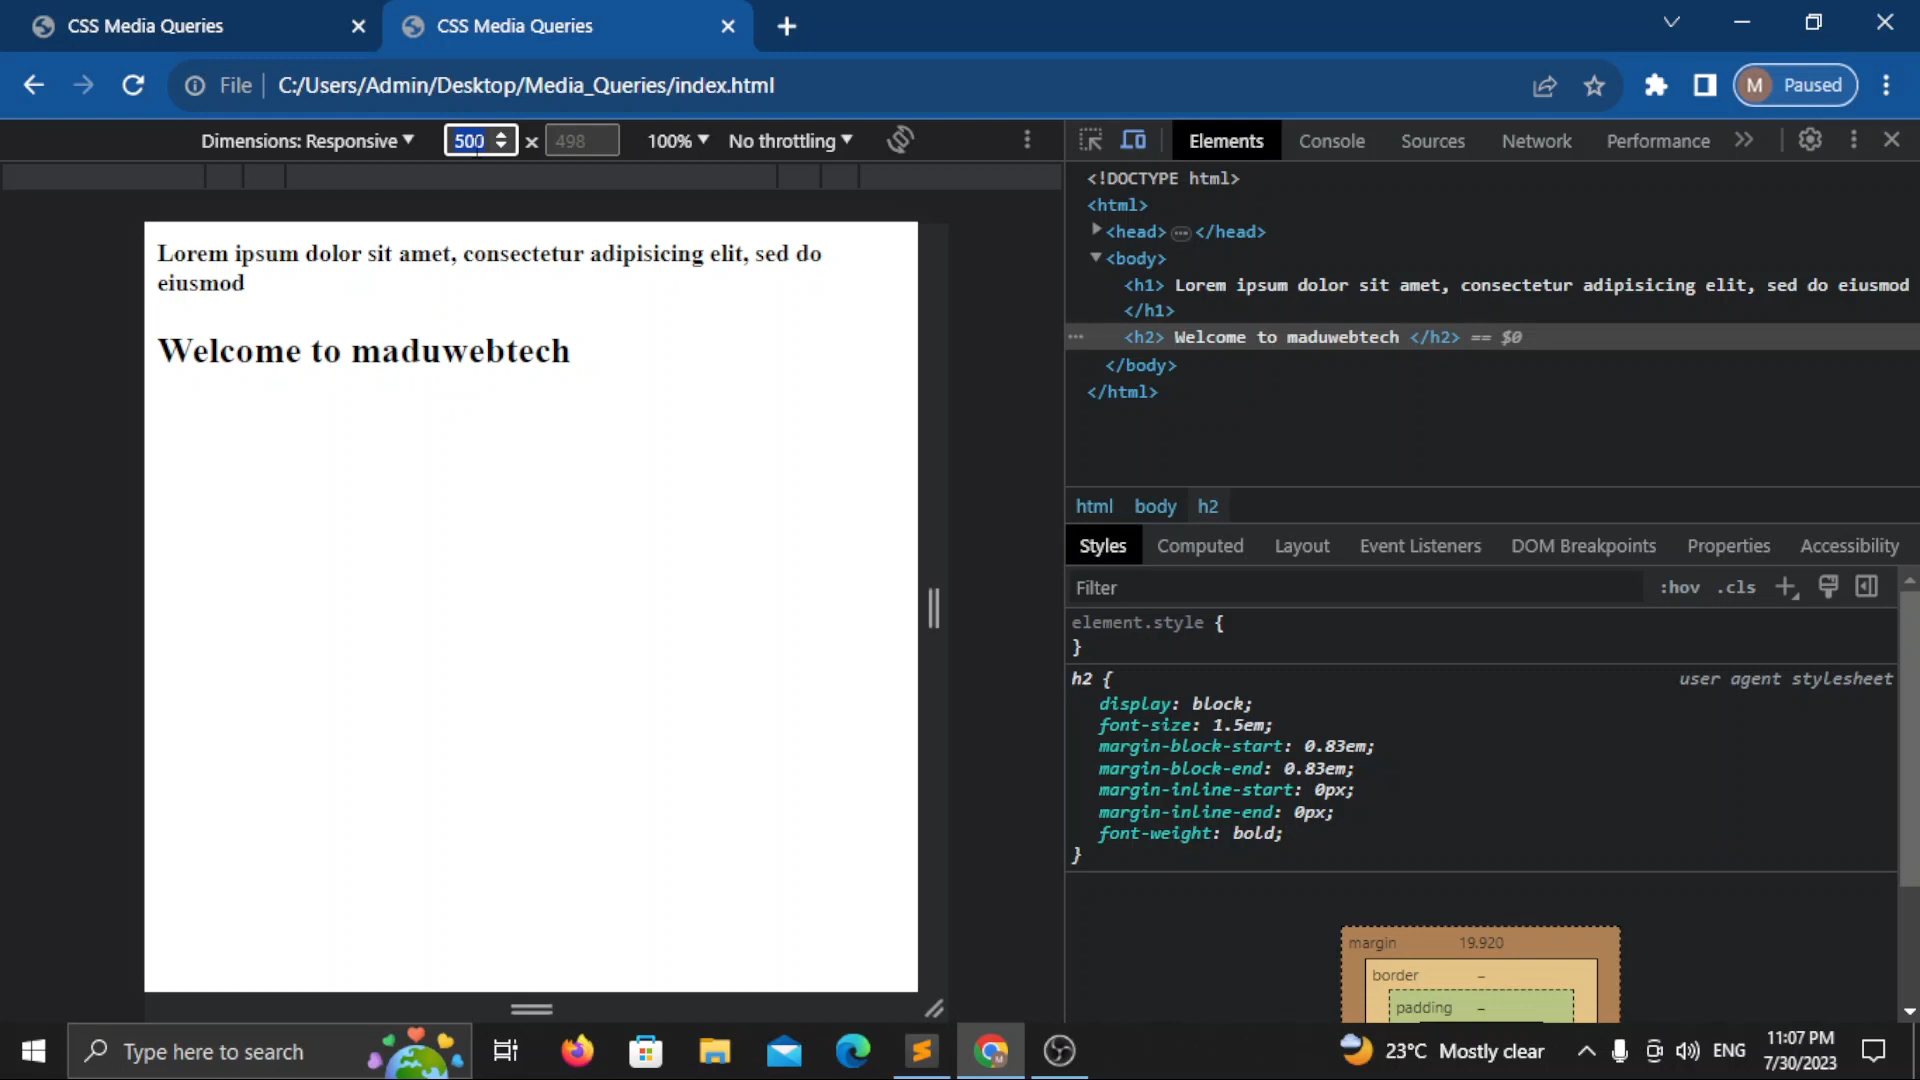 CSS Media Queries
CSS Media Queries
File
C:/Users/Admin/Desktop/Media_Queries/index.html
M Paused
Dimensions: Responsive 500 × 498 100% No throttling
Elements Console Sources Network Performance
Lorem ipsum dolor sit amet, consectetur adipisicing elit, sed do
eiusmod
Welcome to maduwebtech
<!DOCTYPE html>
<html>
<head> … </head>
<body>
<h1> Lorem ipsum dolor sit amet, consectetur adipisicing elit, sed do eiusmod
</h1>
<h2> Welcome to maduwebtech </h2> == $0
</body>
</html>
html body h2
Styles Computed Layout Event Listeners DOM Breakpoints Properties Accessibility
Filter :hov .cls
element.style {
}
h2 { user agent stylesheet
display: block;
font-size: 1.5em;
margin-block-start: 0.83em;
margin-block-end: 0.83em;
margin-inline-start: 0px;
margin-inline-end: 0px;
font-weight: bold;
}
margin 19.920
border –
padding –
Type here to search
23°C Mostly clear
ENG
11:07 PM
7/30/2023